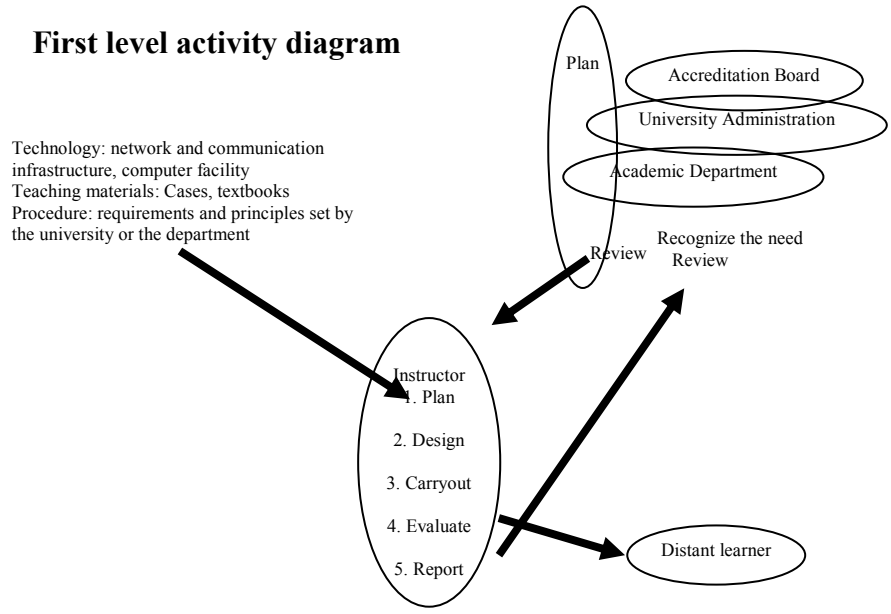 First level activity diagram
Plan
Accreditation Board
University Administration
Academic Department
Technology: network and communication
infrastructure, computer facility
Teaching materials: Cases, textbooks
Procedure: requirements and principles set by
the university or the department
Review
Recognize the need
Review
Instructor
1. Plan
2. Design
3. Carryout
4. Evaluate
5. Report
Distant learner